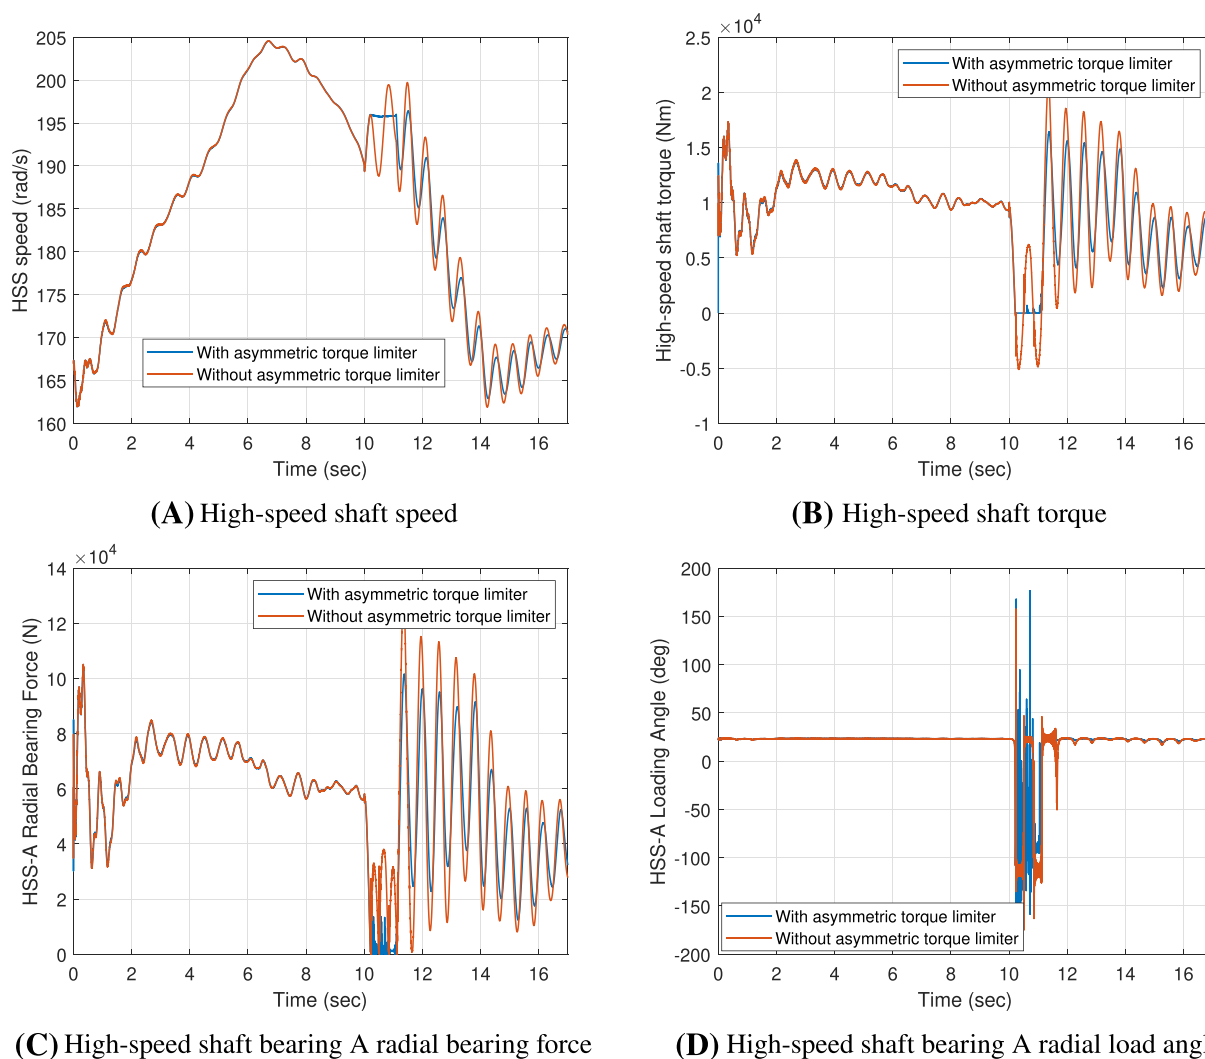 205
200
195
190
185
180
175
170
165
160
HSS speed (rad/s)
With asymmetric torque limiter
Without asymmetric torque limiter
0 2 4 6 8 10 12 14 16
Time (sec)
(A) High-speed shaft speed
×10⁴
2.5
2
1.5
1
0.5
0
-0.5
-1
High-speed shaft torque (Nm)
With asymmetric torque limiter
Without asymmetric torque limiter
0 2 4 6 8 10 12 14 16
Time (sec)
(B) High-speed shaft torque
×10⁴
14
12
10
8
6
4
2
0
HSS-A Radial Bearing Force (N)
With asymmetric torque limiter
Without asymmetric torque limiter
0 2 4 6 8 10 12 14 16
Time (sec)
(C) High-speed shaft bearing A radial bearing force
200
150
100
50
0
-50
-100
-150
-200
HSS-A Loading Angle (deg)
With asymmetric torque limiter
Without asymmetric torque limiter
0 2 4 6 8 10 12 14 16
Time (sec)
(D) High-speed shaft bearing A radial load ang